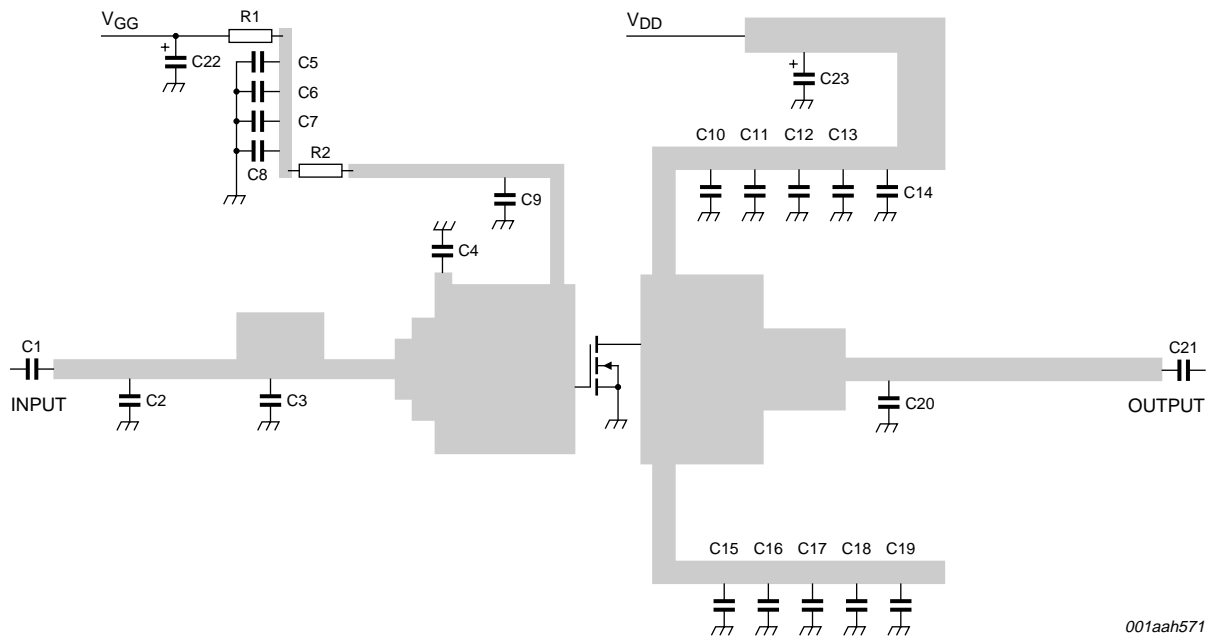 VGG R1 VDD
+ C22 C5
+ C23
C6
C7
C10 C11 C12 C13
C8 R2
C9 C14
C4
C1 C21
INPUT C2 C3 C20 OUTPUT
C15 C16 C17 C18 C19
001aah571